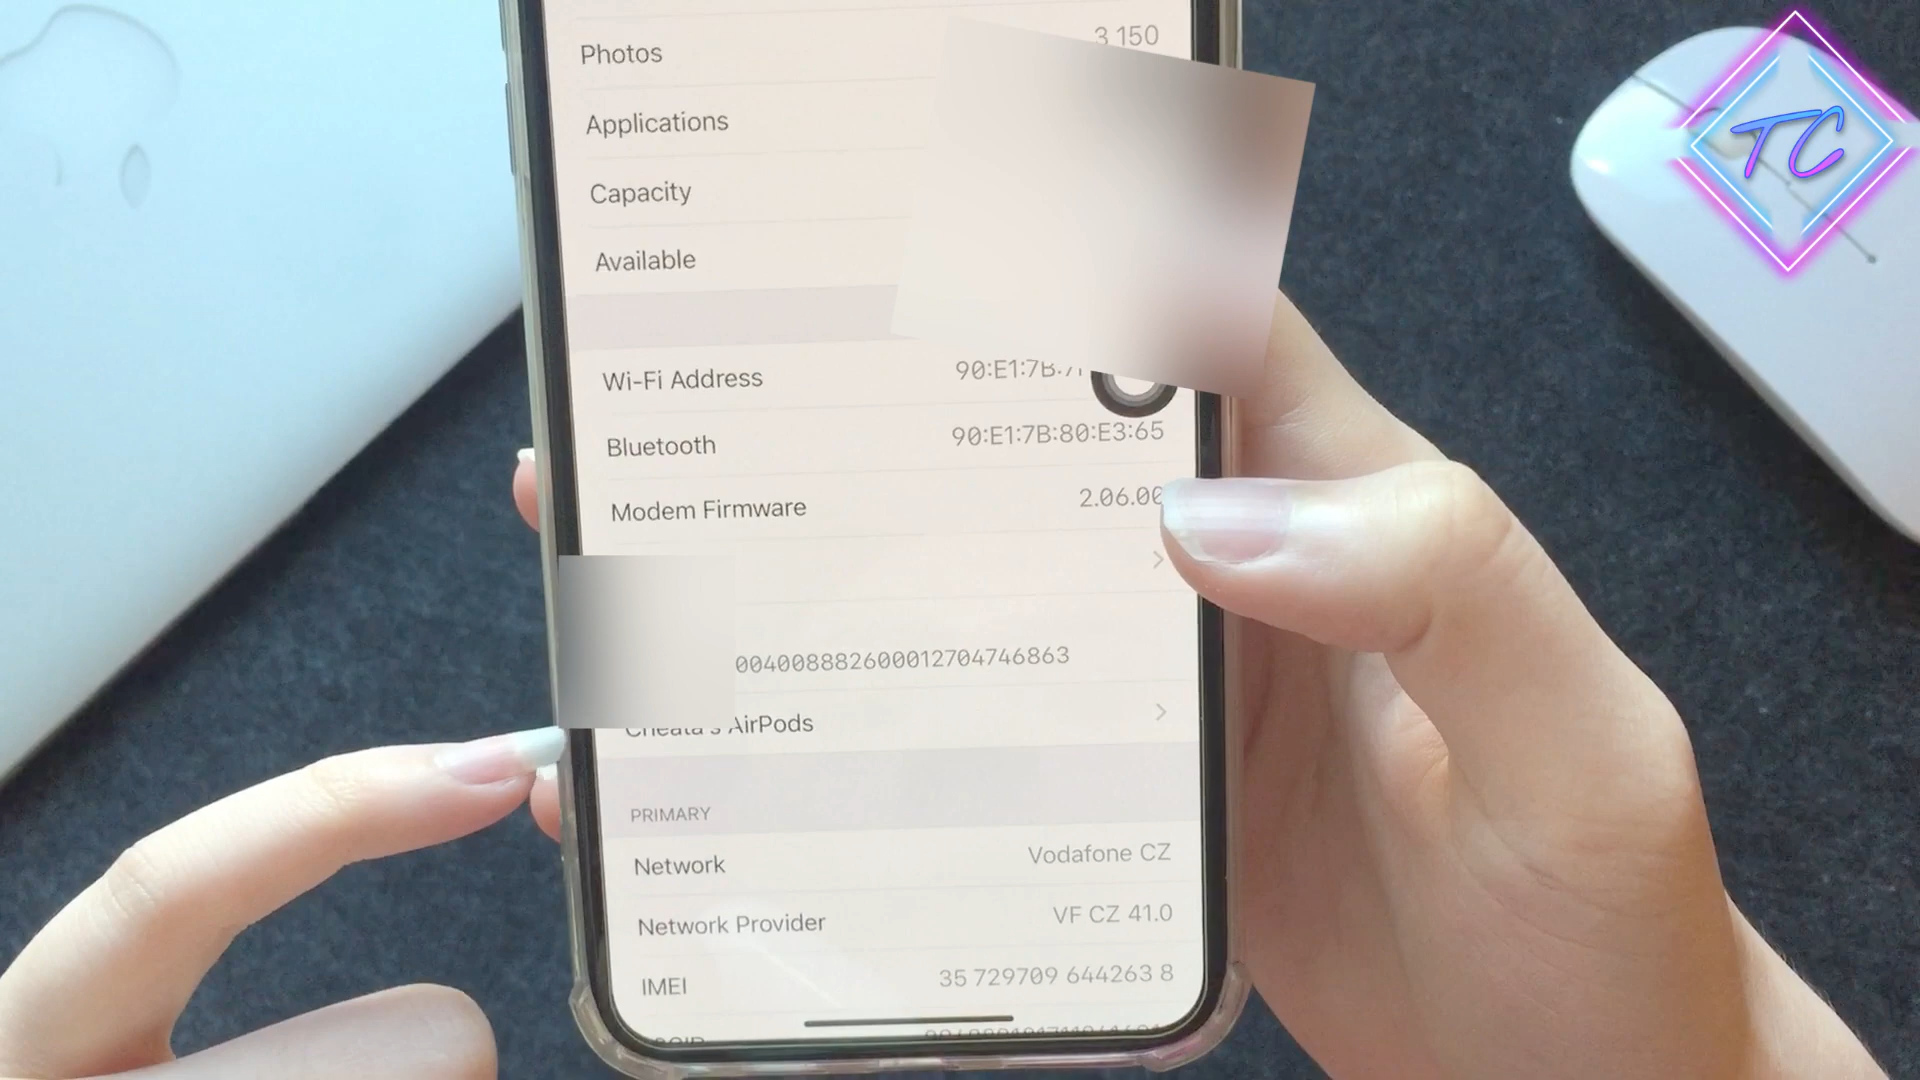 TC
Photos 3 150
Applications
Capacity
Available
Wi-Fi Address 90:E1:7B:
Bluetooth 90:E1:7B:80:E3:65
Modem Firmware 2.06.00
004008882600012704746863
AirPods
PRIMARY
Network Vodafone CZ
Network Provider VF CZ 41.0
IMEI 35 729709 644263 8